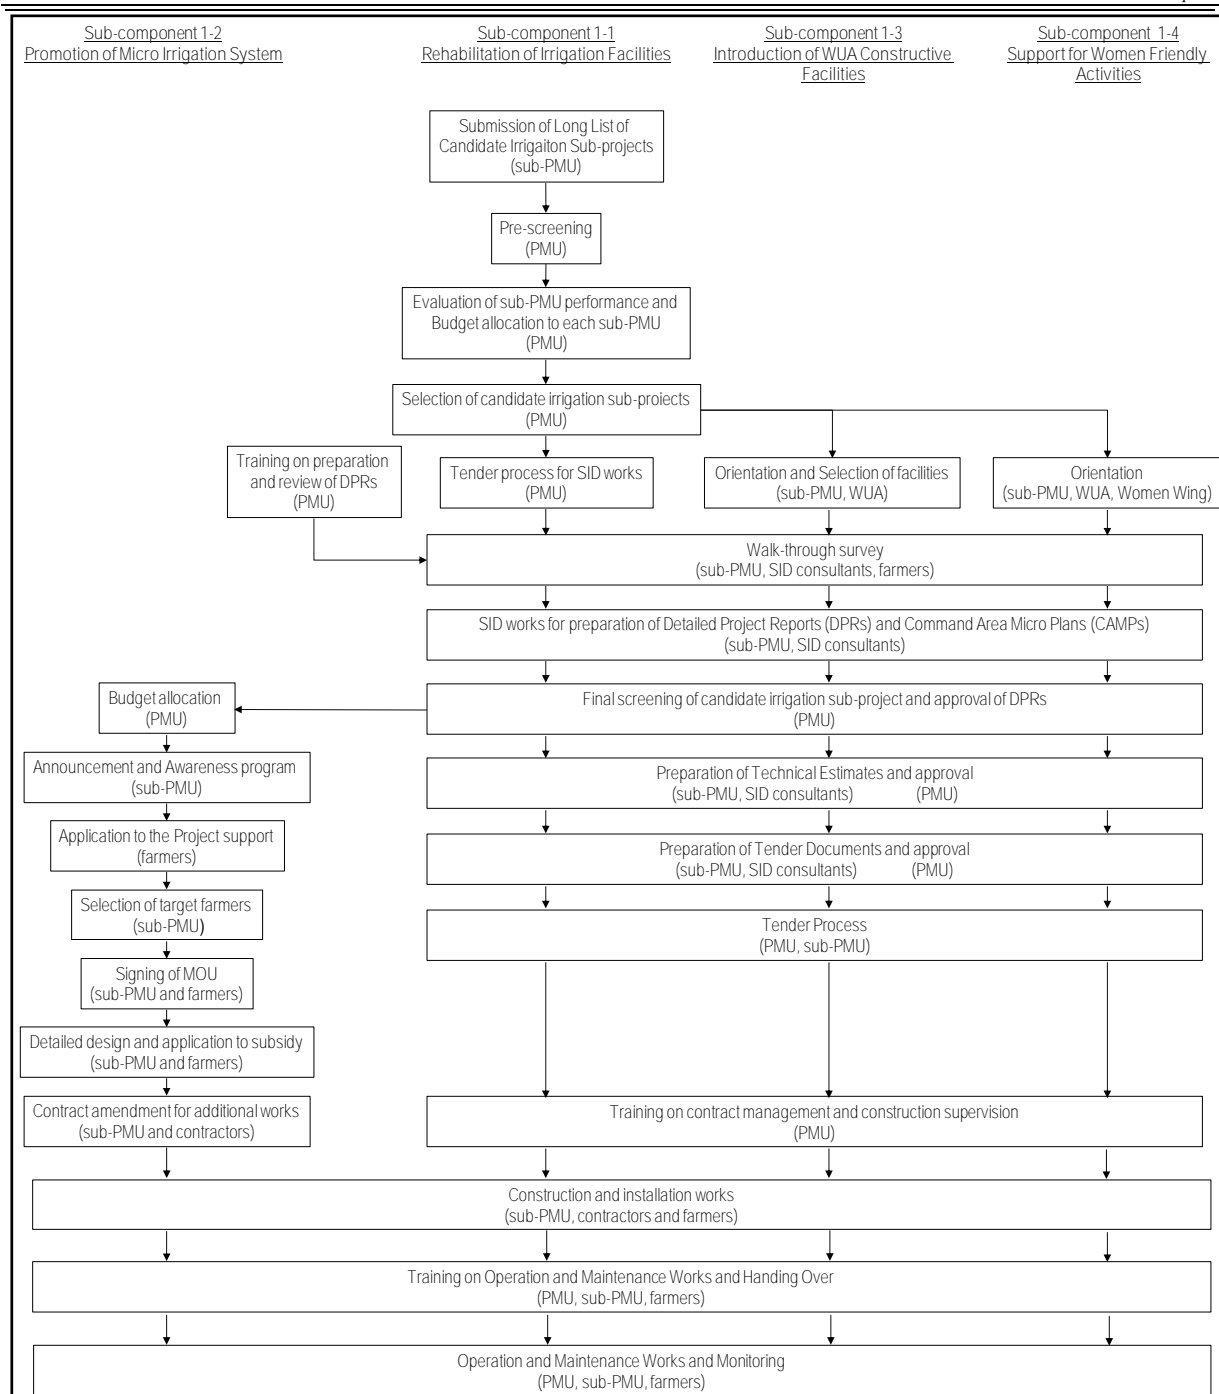 Sub-component 1-2
Promotion of Micro Irrigation System
Sub-component 1-1
Rehabilitation of Irrigation Facilities
Sub-component 1-3
Introduction of WUA Constructive
Facilities
Sub-component 1-4
Support for Women Friendly
Activities
Submission of Long List of
Candidate Irrigaiton Sub-projects
(sub-PMU)
Pre-screening
(PMU)
Evaluation of sub-PMU performance and
Budget allocation to each sub-PMU
(PMU)
Selection of candidate irrigation sub-projects
(PMU)
Training on preparation
and review of DPRs
(PMU)
Tender process for SID works
(PMU)
Orientation and Selection of facilities
(sub-PMU, WUA)
Orientation
(sub-PMU, WUA, Women Wing)
Walk-through survey
(sub-PMU, SID consultants, farmers)
SID works for preparation of Detailed Project Reports (DPRs) and Command Area Micro Plans (CAMPs)
(sub-PMU, SID consultants)
Budget allocation
(PMU)
Final screening of candidate irrigation sub-project and approval of DPRs
(PMU)
Announcement and Awareness program
(sub-PMU)
Preparation of Technical Estimates and approval
(sub-PMU, SID consultants) (PMU)
Application to the Project support
(farmers)
Preparation of Tender Documents and approval
(sub-PMU, SID consultants) (PMU)
Selection of target farmers
(sub-PMU)
Tender Process
(PMU, sub-PMU)
Signing of MOU
(sub-PMU and farmers)
Detailed design and application to subsidy
(sub-PMU and farmers)
Contract amendment for additional works
(sub-PMU and contractors)
Training on contract management and construction supervision
(PMU)
Construction and installation works
(sub-PMU, contractors and farmers)
Training on Operation and Maintenance Works and Handing Over
(PMU, sub-PMU, farmers)
Operation and Maintenance Works and Monitoring
(PMU, sub-PMU, farmers)